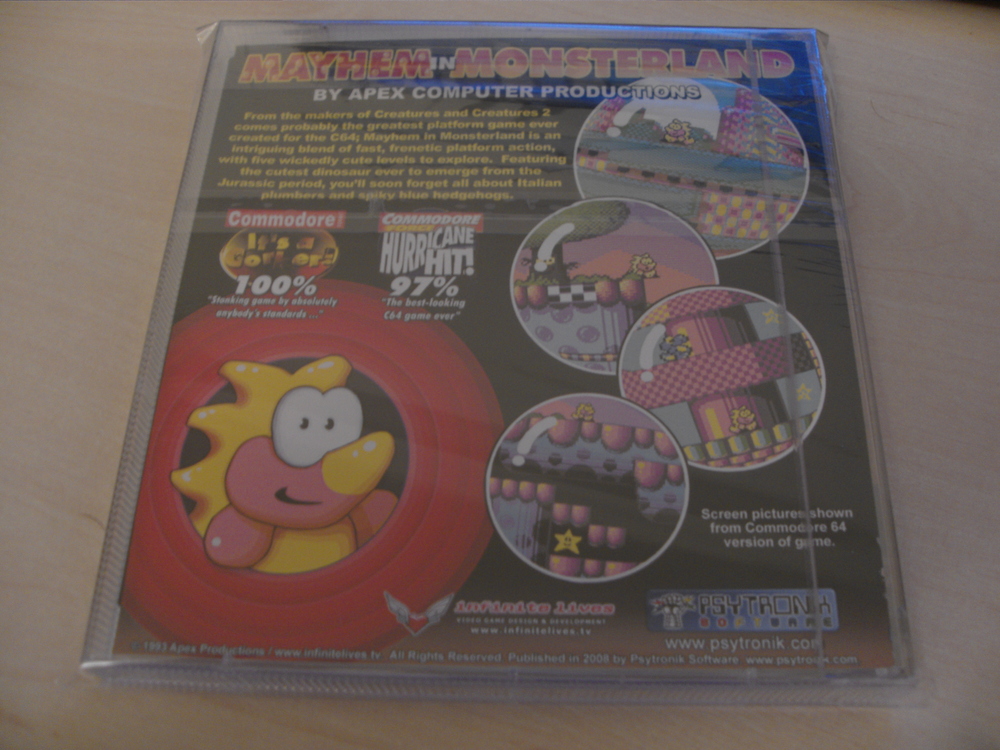 MAYHEM IN MONSTERLAND
BY APEX COMPUTER PRODUCTIONS
From the makers of Creatures and Creatures 2
comes probably the greatest platform game ever
created for the C64; Mayhem in Monsterland is an
intriguing blend of fast, frenetic platform action,
with five wickedly cute levels to explore. Featuring
the cutest dinosaur ever to emerge from the
Jurassic period, you'll soon forget all about Italian
plumbers and spiky blue hedgehogs.
Commodore!
It's a
Gorker!
100%
"Stonking game by absolutely
anybody's standards ..."
COMMODORE
FORCE
HURRICANE
HIT!
97%
"The best-looking
C64 game ever"
Screen pictures shown
from Commodore 64
version of game.
infinite lives
VIDEO GAME DESIGN & DEVELOPMENT
www.infinitelives.tv
PSYTRONIK
SOFTWARE
www.psytronik.com
© 1993 Apex Productions / www.infinitelives.tv All Rights Reserved Published in 2008 by Psytronik Software www.psytronik.com